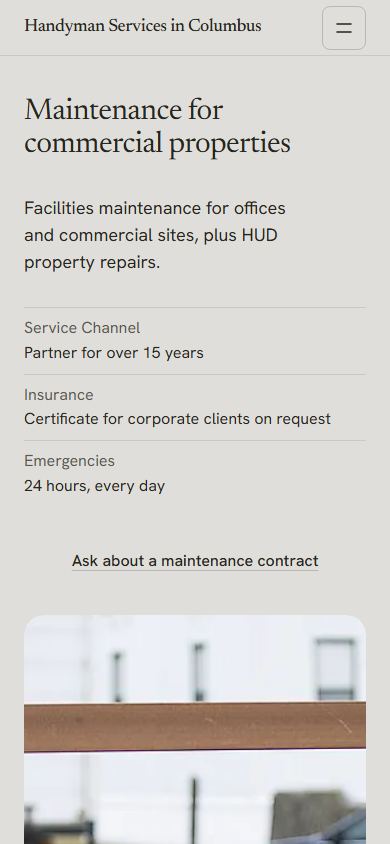 Handyman Services in Columbus
Maintenance for
commercial properties
Facilities maintenance for offices
and commercial sites, plus HUD
property repairs.
Service Channel
Partner for over 15 years
Insurance
Certificate for corporate clients on request
Emergencies
24 hours, every day
Ask about a maintenance contract